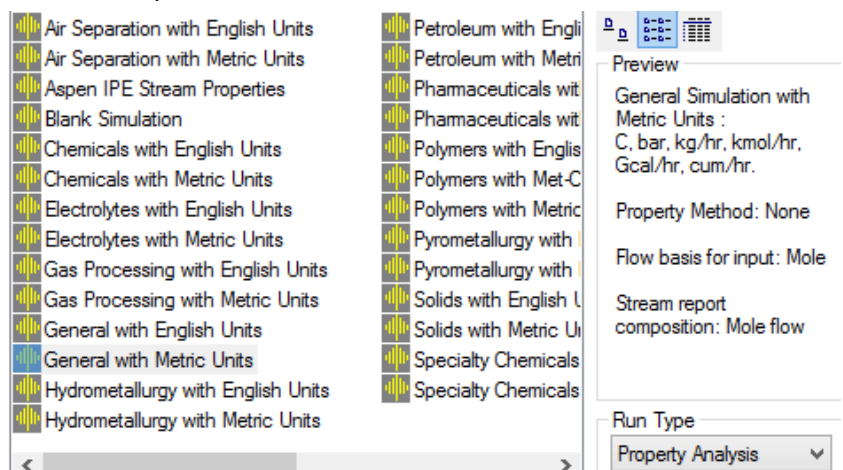 Air Separation with English Units
Air Separation with Metric Units
Aspen IPE Stream Properties
Blank Simulation
Chemicals with English Units
Chemicals with Metric Units
Electrolytes with English Units
Electrolytes with Metric Units
Gas Processing with English Units
Gas Processing with Metric Units
General with English Units
General with Metric Units
Hydrometallurgy with English Units
Hydrometallurgy with Metric Units
Petroleum with Engli
Petroleum with Metri
Pharmaceuticals wit
Pharmaceuticals wit
Polymers with Englis
Polymers with Met-C
Polymers with Metric
Pyrometallurgy with
Pyrometallurgy with
Solids with English U
Solids with Metric Un
Specialty Chemicals
Specialty Chemicals
Preview
General Simulation with
Metric Units :
C, bar, kg/hr, kmol/hr,
Gcal/hr, cum/hr.
Property Method: None
Flow basis for input: Mole
Stream report
composition: Mole flow
Run Type
Property Analysis